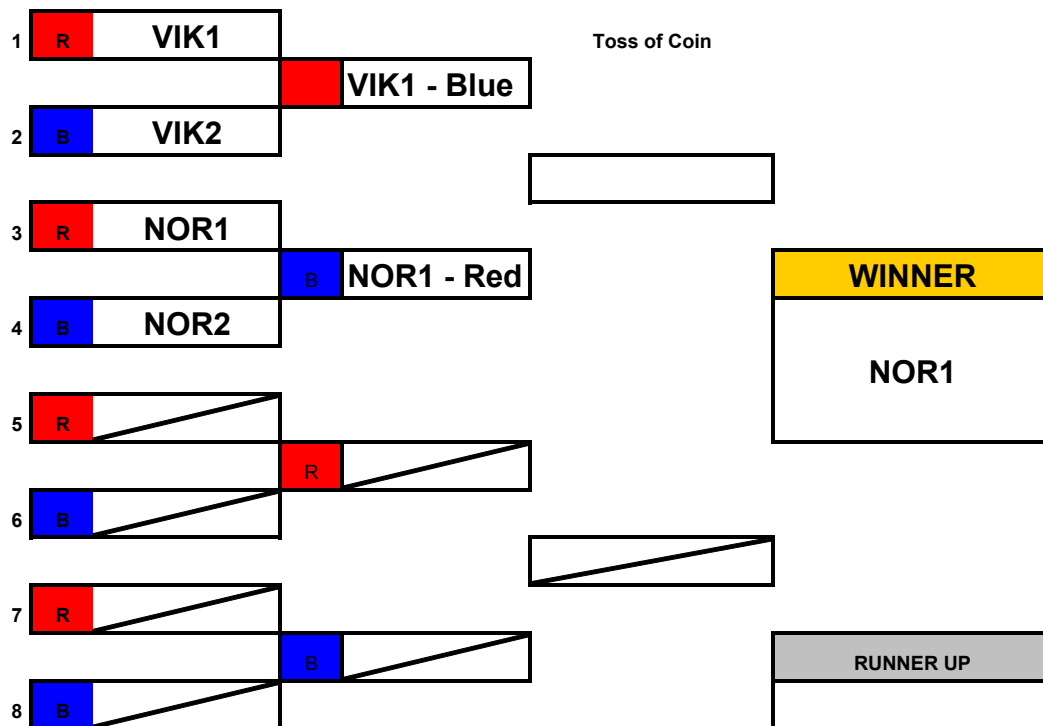 1 R VIK1
Toss of Coin
VIK1 - Blue
2 B VIK2
3 R NOR1
B NOR1 - Red
WINNER
4 B NOR2
NOR1
5 R
R
6 B
7 R
B
RUNNER UP
8 B